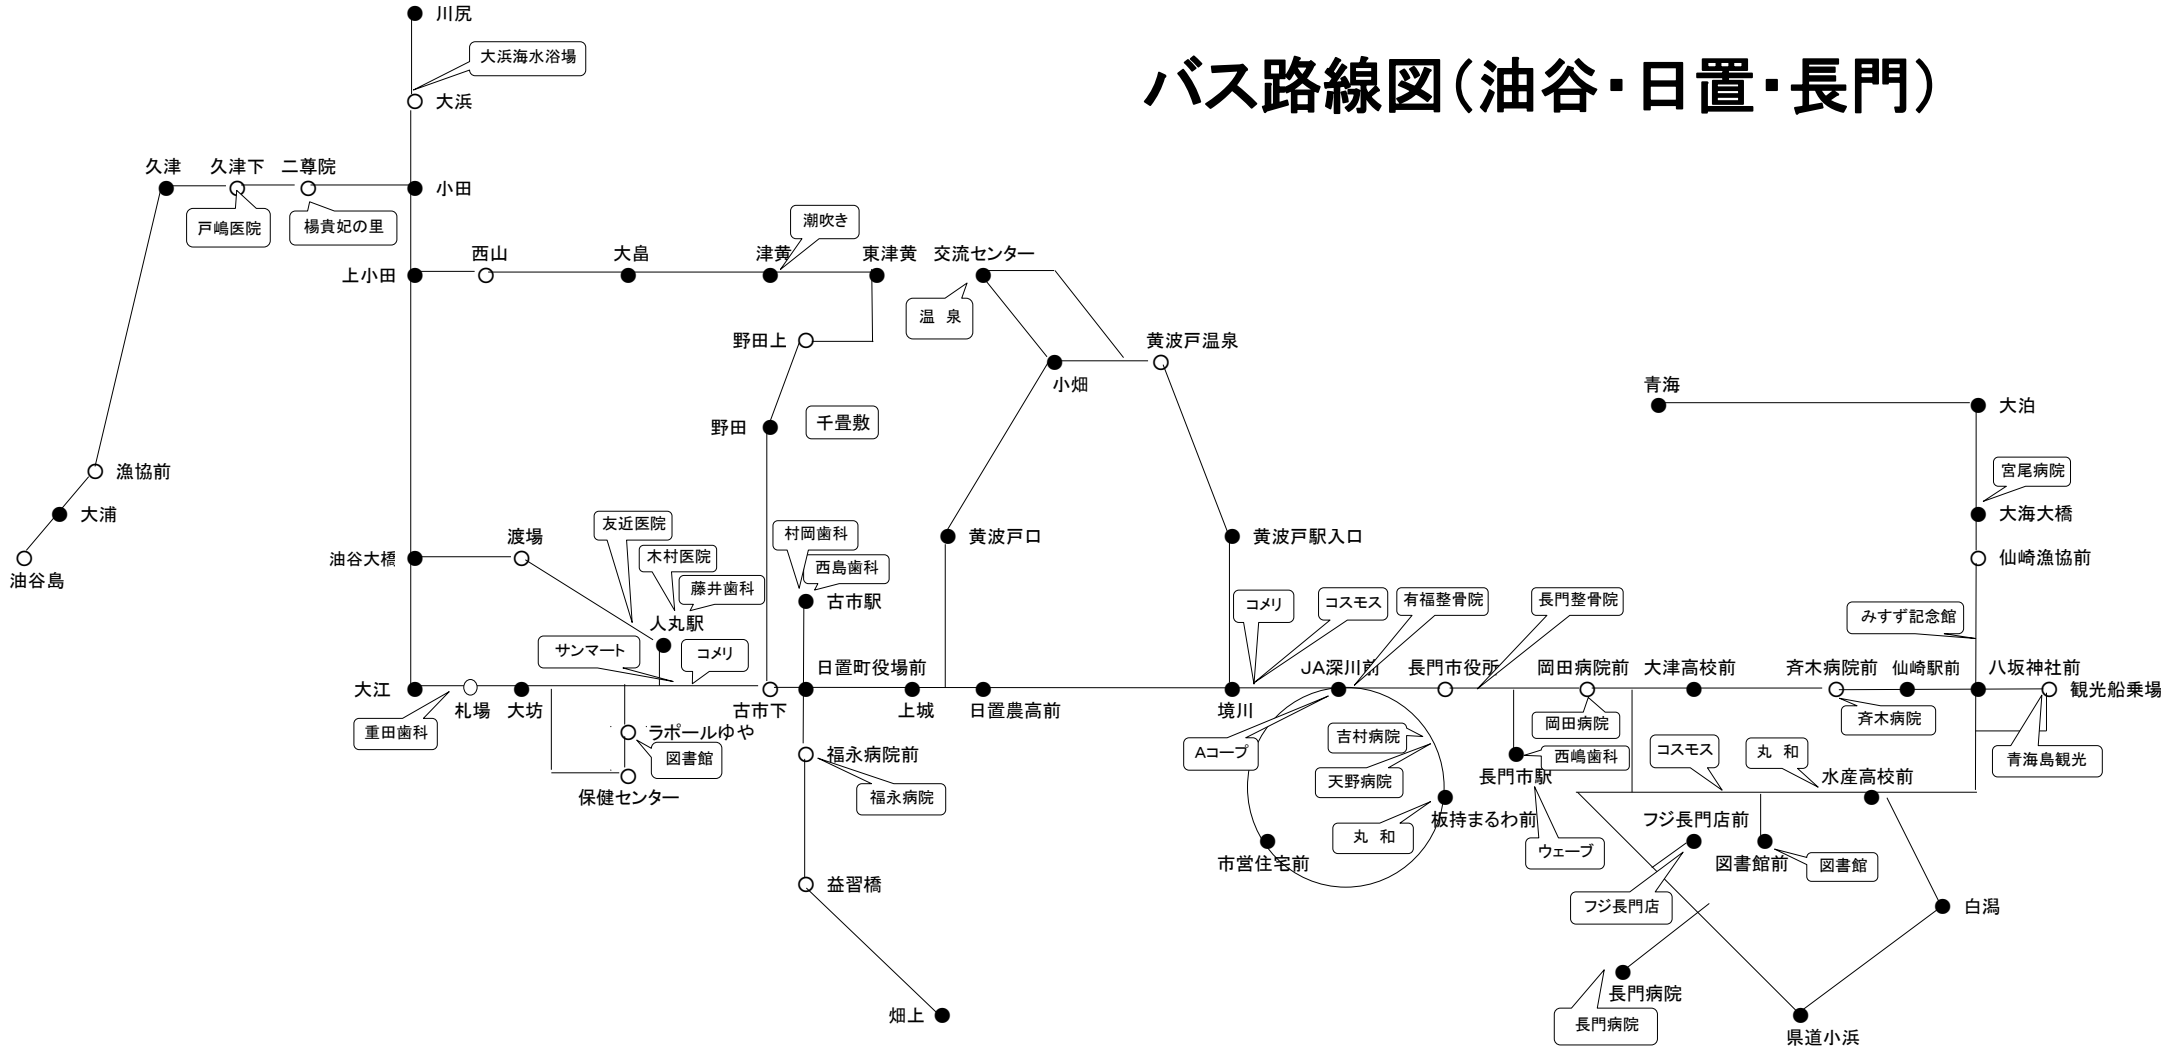 川尻
大浜海水浴場
バス路線図（油谷・日置・長門）
大浜
久津
久津下
二尊院
小田
戸嶋医院
楊貴妃の里
潮吹き
上小田
西山
大畠
津黄
東津黄
交流センター
温 泉
野田上
黄波戸温泉
小畑
青海
大泊
野田
千畳敷
漁協前
宮尾病院
大浦
大海大橋
友近医院
村岡歯科
渡場
木村医院
黄波戸口
黄波戸駅入口
油谷大橋
仙崎漁協前
油谷島
西島歯科
藤井歯科
古市駅
コメリ
コスモス
有福整骨院
長門整骨院
みすず記念館
人丸駅
サンマート
コメリ
日置町役場前
JA深川前
長門市役所
岡田病院前
大津高校前
斉木病院前
仙崎駅前
八坂神社前
大江
観光船乗場
札場
大坊
古市下
上城
日置農高前
境川
重田歯科
ラポールゆや
図書館
岡田病院
斉木病院
吉村病院
Aコープ
福永病院前
西嶋歯科
コスモス
丸 和
青海島観光
天野病院
長門市駅
水産高校前
保健センター
福永病院
板持まるわ前
フジ長門店前
丸 和
ウェーブ
市営住宅前
図書館前
図書館
益習橋
フジ長門店
白潟
長門病院
畑上
長門病院
県道小浜